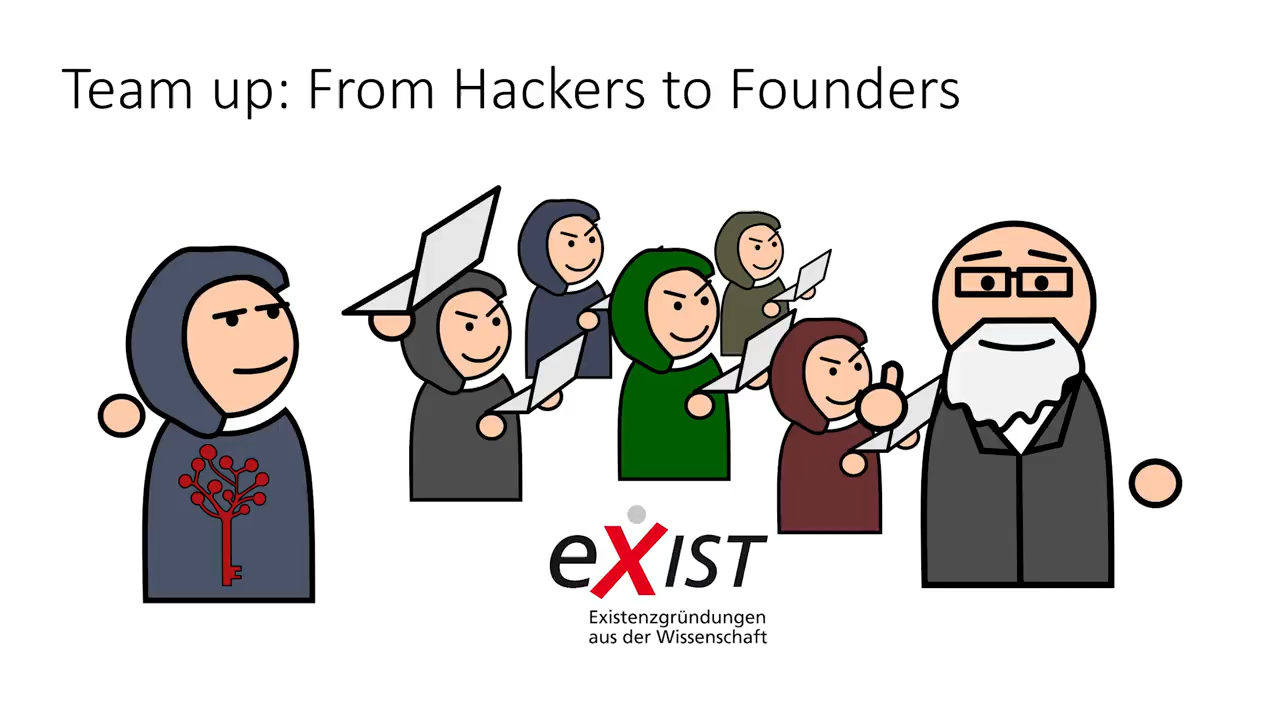 Team up: From Hackers to Founders
eXIST
Existenzgründungen
aus der Wissenschaft